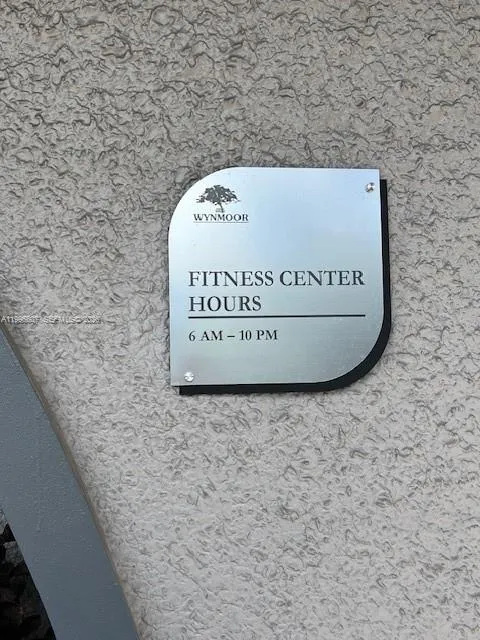 WYNMOOR
FITNESS CENTER
HOURS
6 AM – 10 PM